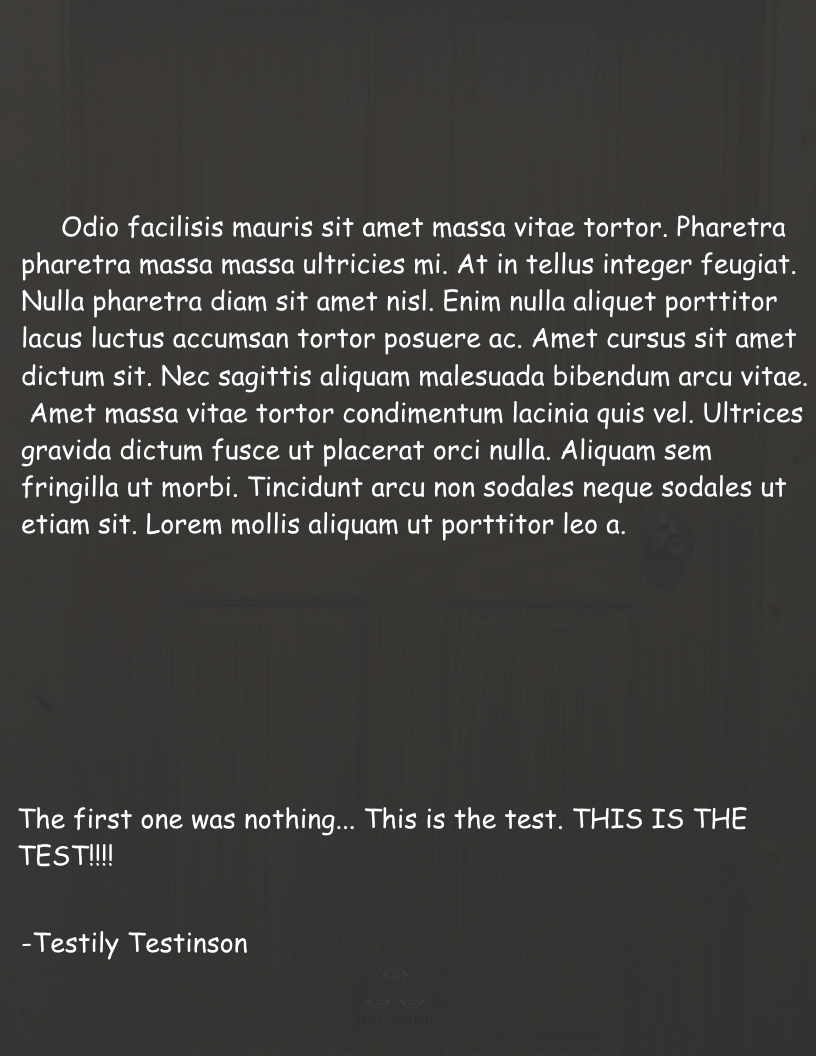 Odio facilisis mauris sit amet massa vitae tortor. Pharetra
pharetra massa massa ultricies mi. At in tellus integer feugiat.
Nulla pharetra diam sit amet nisl. Enim nulla aliquet porttitor
lacus luctus accumsan tortor posuere ac. Amet cursus sit amet
dictum sit. Nec sagittis aliquam malesuada bibendum arcu vitae.
Amet massa vitae tortor condimentum lacinia quis vel. Ultrices
gravida dictum fusce ut placerat orci nulla. Aliquam sem
fringilla ut morbi. Tincidunt arcu non sodales neque sodales ut
etiam sit. Lorem mollis aliquam ut porttitor leo a.
The first one was nothing... This is the test. THIS IS THE
TEST!!!!
-Testily Testinson